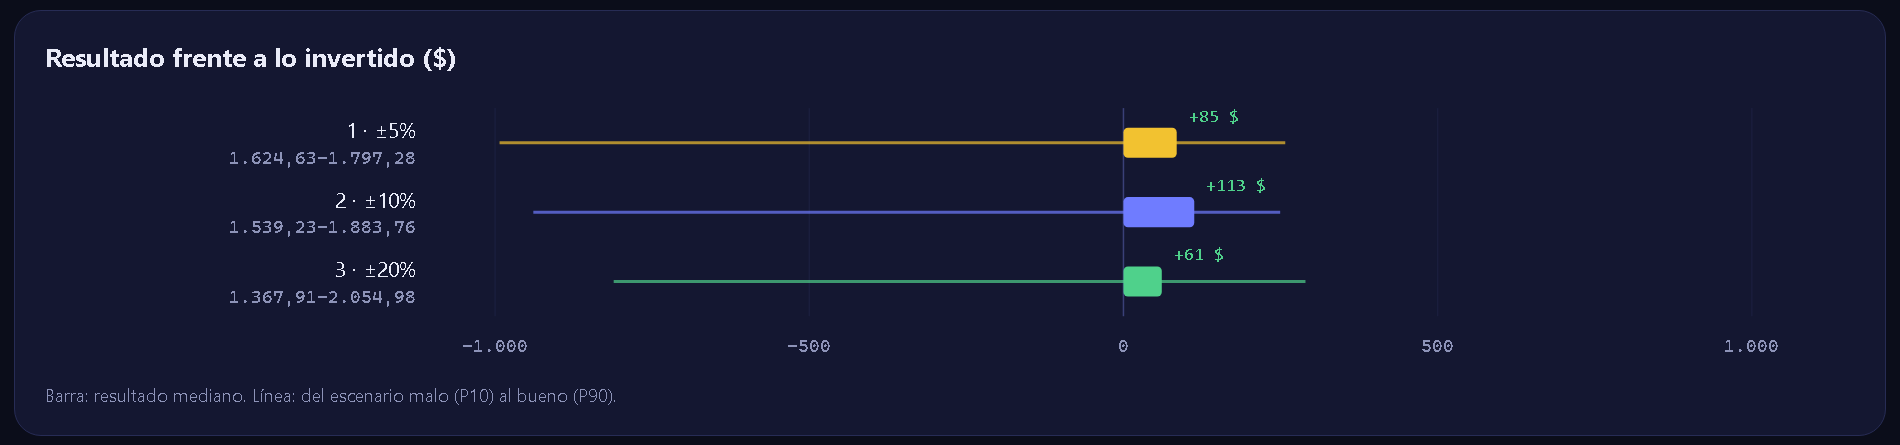 Resultado frente a lo invertido ($)
+85 $
1 · ±5%
1.624,63–1.797,28
+113 $
2 · ±10%
1.539,23–1.883,76
+61 $
3 · ±20%
1.367,91–2.054,98
−1.000 −500 0 500 1.000
Barra: resultado mediano. Línea: del escenario malo (P10) al bueno (P90).